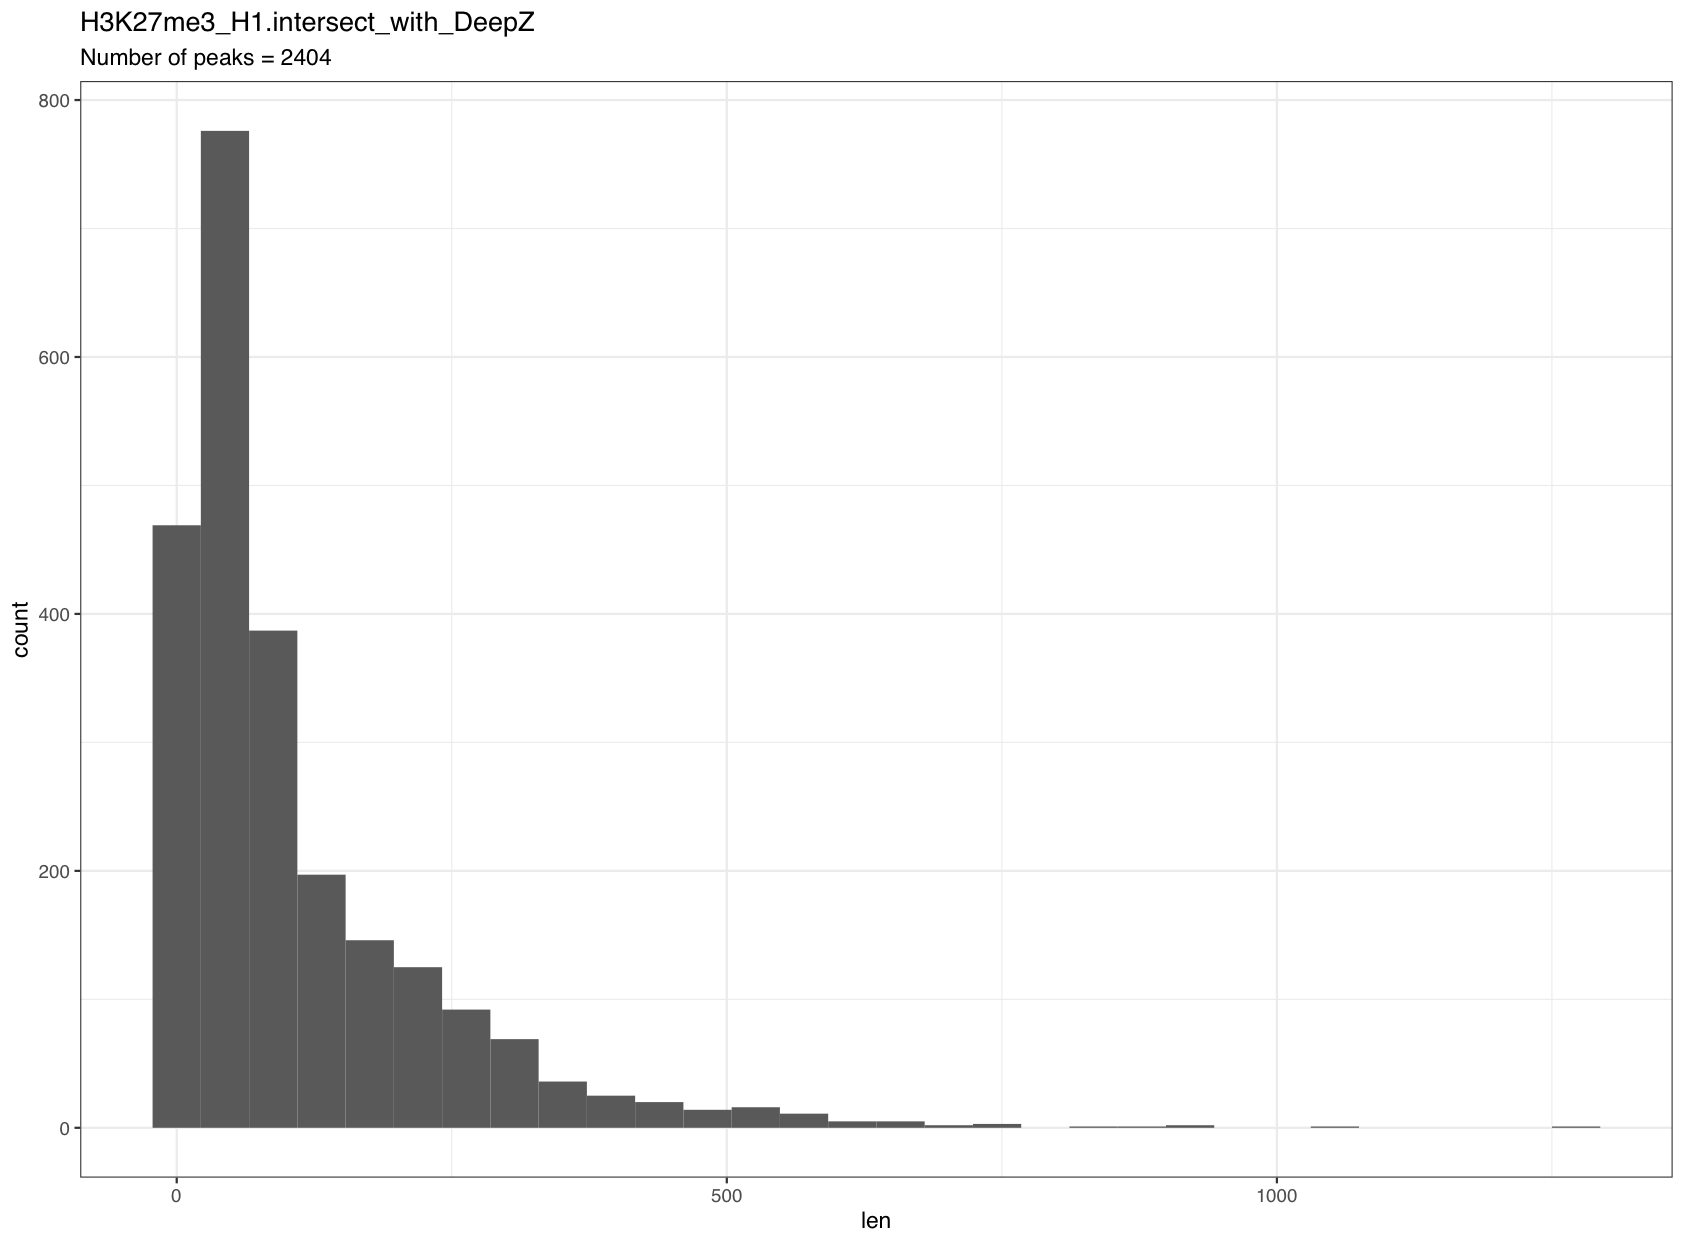 H3K27me3_H1.intersect_with_DeepZ
Number of peaks = 2404
800
600
400
200
0
count
0 500 1000
len